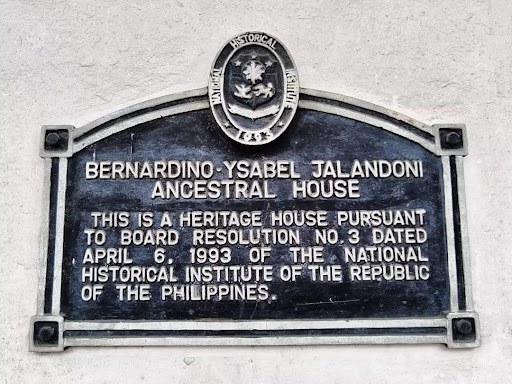 NATIONAL HISTORICAL INSTITUTE
1993
BERNARDINO-YSABEL JALANDONI
ANCESTRAL HOUSE
THIS IS A HERITAGE HOUSE PURSUANT
TO BOARD RESOLUTION NO. 3 DATED
APRIL 6, 1993 OF THE NATIONAL
HISTORICAL INSTITUTE OF THE REPUBLIC
OF THE PHILIPPINES.